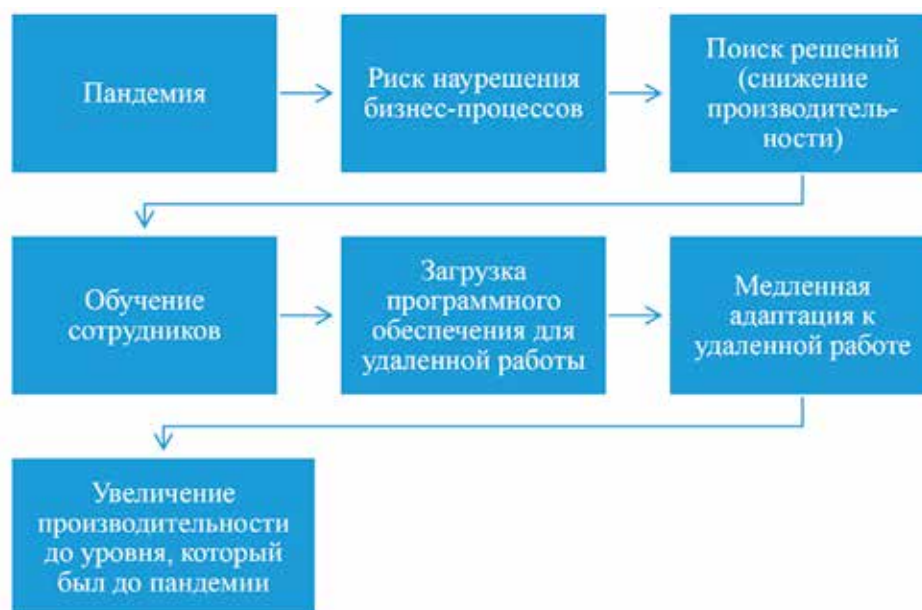 Пандемия
Риск наурешения
бизнес-процессов
Поиск решений
(снижение
производитель-
ности)
Обучение
сотрудников
Загрузка
программного
обеспечения для
удаленной работы
Медленная
адаптация к
удаленной работе
Увеличение
производительности
до уровня, который
был до пандемии